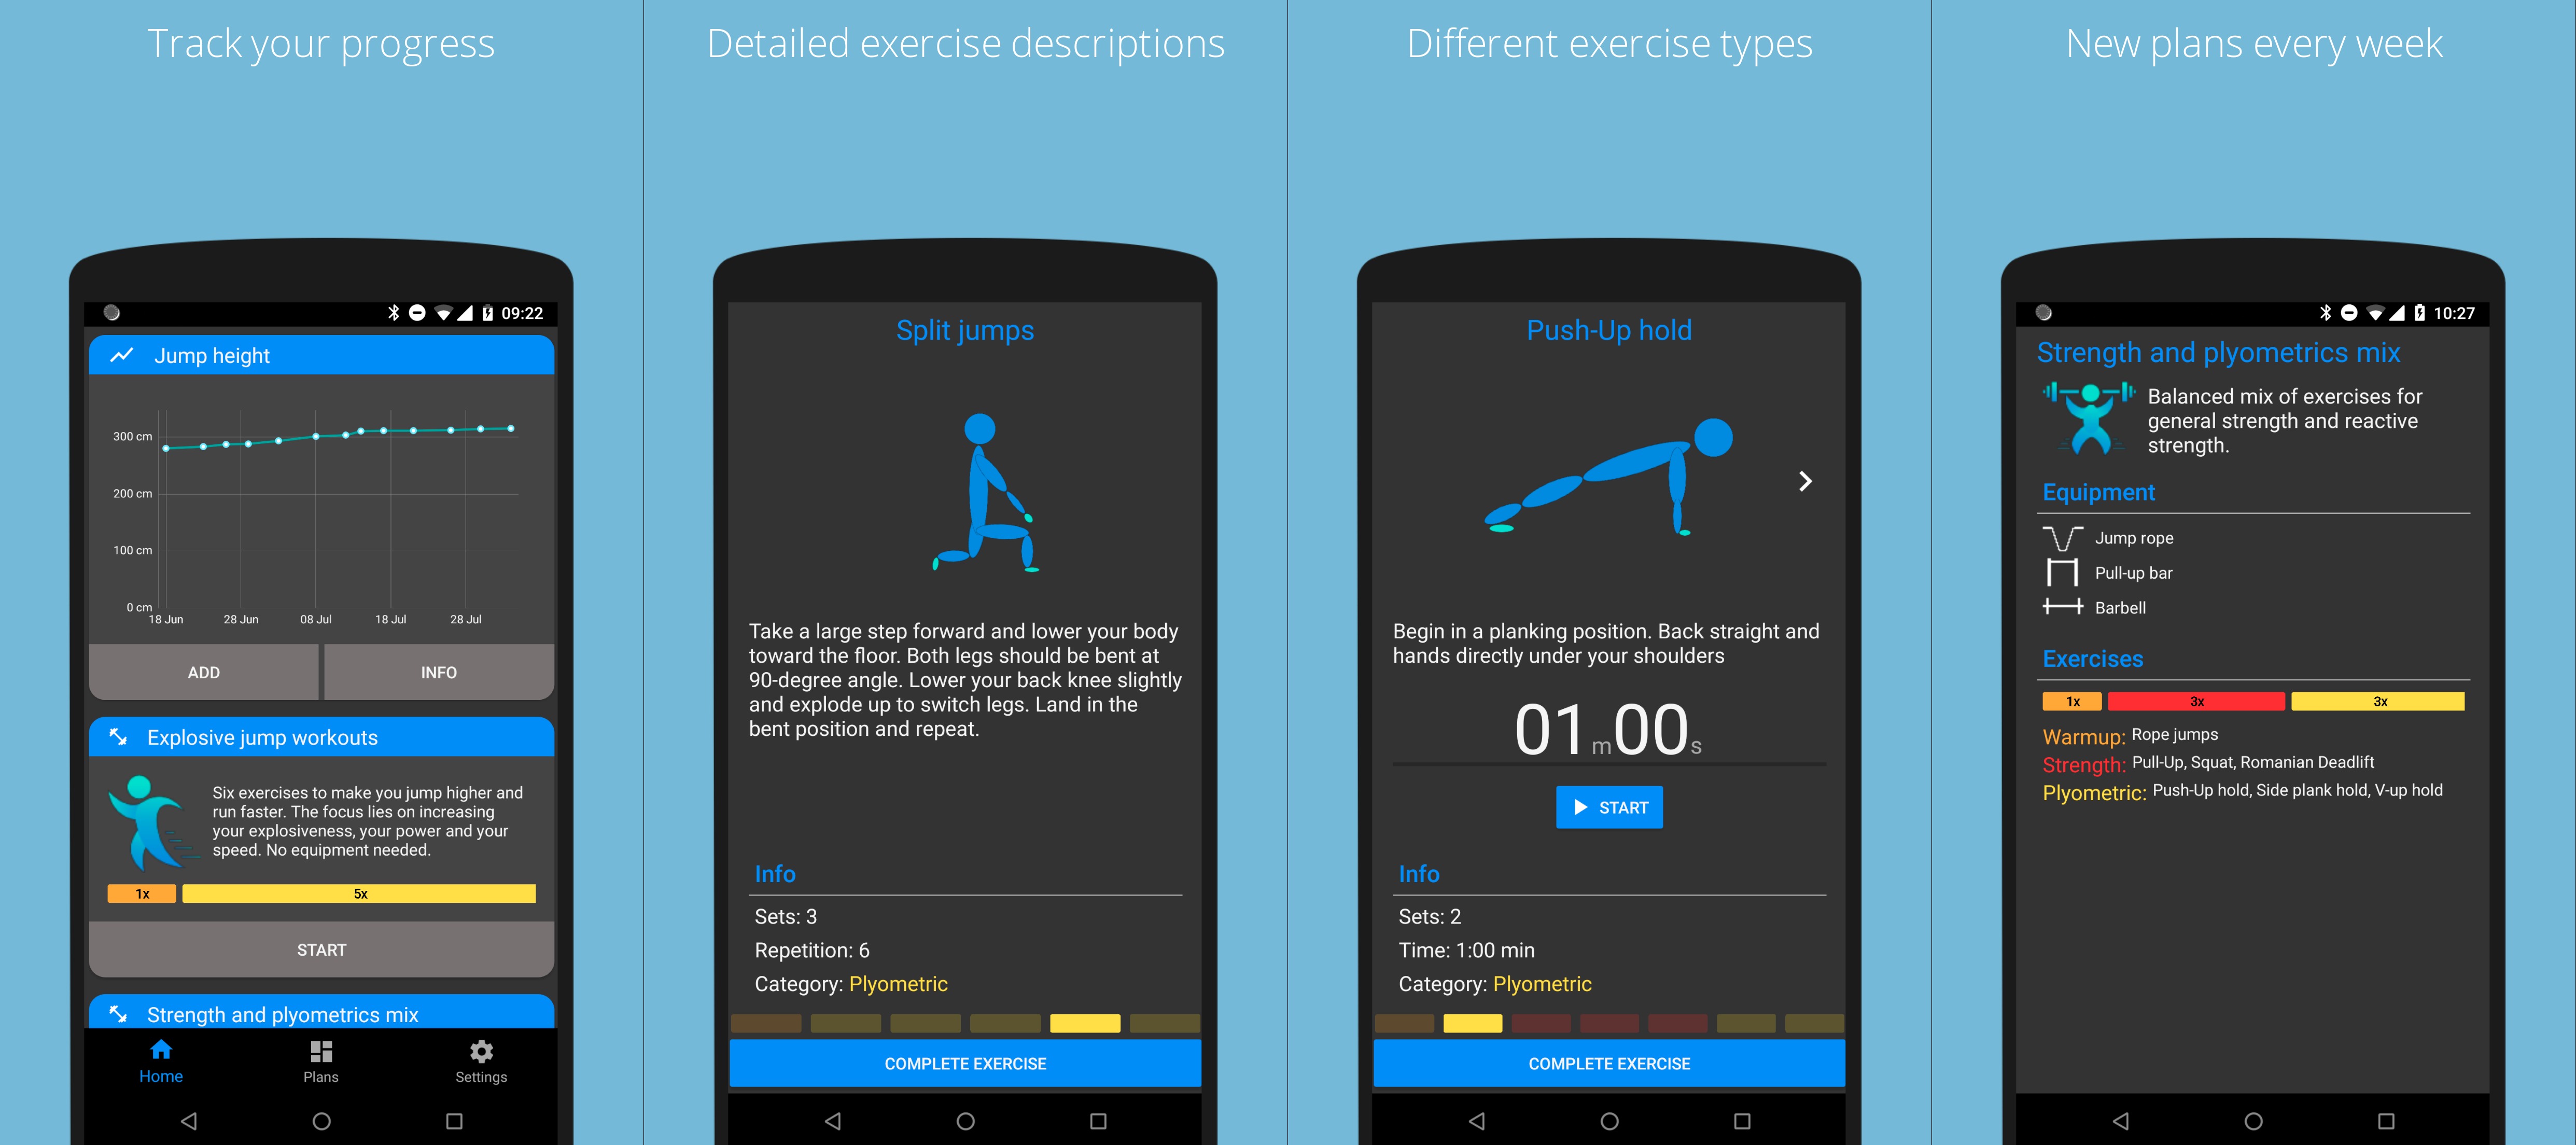 Track your progress
09:22
Jump height
300 cm
200 cm
100 cm
0 cm
18 Jun 28 Jun 08 Jul 18 Jul 28 Jul
ADD INFO
Explosive jump workouts
Six exercises to make you jump higher and
run faster. The focus lies on increasing
your explosiveness, your power and your
speed. No equipment needed.
1x 5x
START
Strength and plyometrics mix
Home Plans Settings
Detailed exercise descriptions
Split jumps
Take a large step forward and lower your body
toward the floor. Both legs should be bent at
90-degree angle. Lower your back knee slightly
and explode up to switch legs. Land in the
bent position and repeat.
Info
Sets: 3
Repetition: 6
Category: Plyometric
COMPLETE EXERCISE
Different exercise types
Push-Up hold
Begin in a planking position. Back straight and
hands directly under your shoulders
01m00s
START
Info
Sets: 2
Time: 1:00 min
Category: Plyometric
COMPLETE EXERCISE
New plans every week
10:27
Strength and plyometrics mix
Balanced mix of exercises for
general strength and reactive
strength.
Equipment
Jump rope
Pull-up bar
Barbell
Exercises
1x 3x 3x
Warmup: Rope jumps
Strength: Pull-Up, Squat, Romanian Deadlift
Plyometric: Push-Up hold, Side plank hold, V-up hold